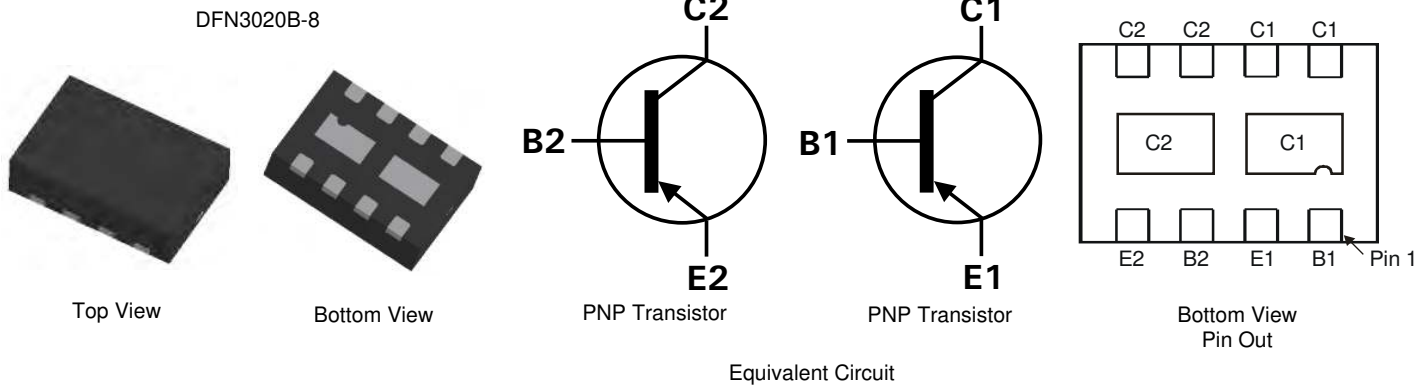 DFN3020B-8
Top View
Bottom View
C2
B2
E2
PNP Transistor
C1
B1
E1
PNP Transistor
Equivalent Circuit
C2 C2 C1 C1
C2 C1
E2 B2 E1 B1 Pin 1
Bottom View
Pin Out